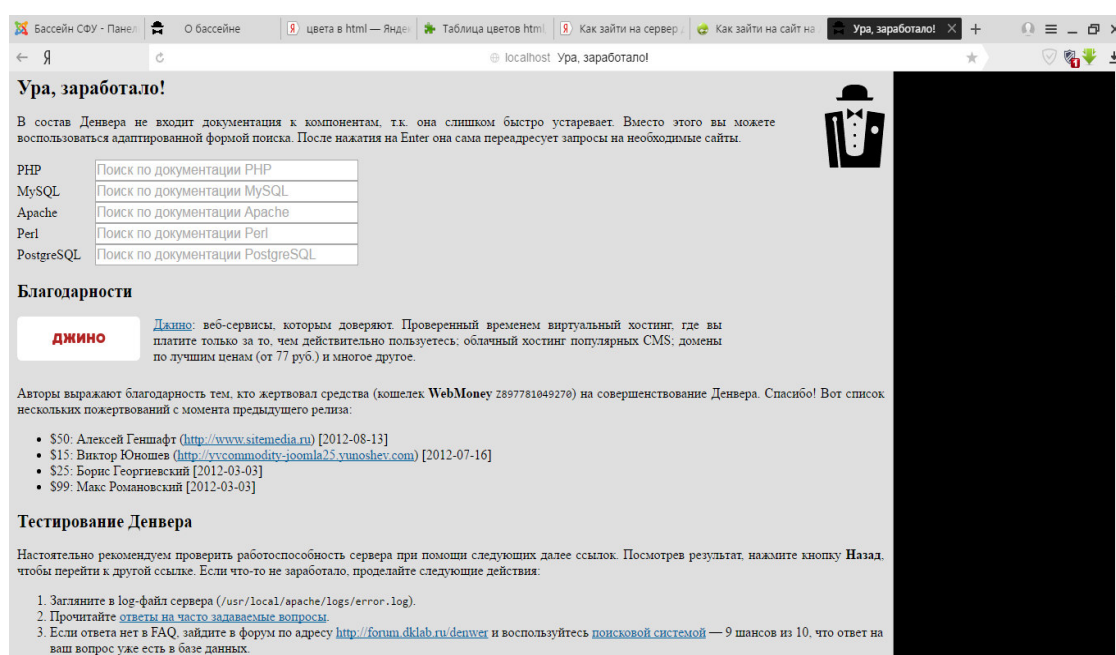 Бассейн СФУ - Панел
О бассейне
цвета в html — Янде
Таблица цветов html
Как зайти на сервер д
Как зайти на сайт на
Ура, заработало!
localhost Ура, заработало!
Ура, заработало!
В состав Денвера не входит документация к компонентам, т.к. она слишком быстро устаревает. Вместо этого вы можете
воспользоваться адаптированной формой поиска. После нажатия на Enter она сама переадресует запросы на необходимые сайты.
PHP Поиск по документации PHP
MySQL Поиск по документации MySQL
Apache Поиск по документации Apache
Perl Поиск по документации Perl
PostgreSQL Поиск по документации PostgreSQL
Благодарности
джино
Джино: веб-сервисы, которым доверяют. Проверенный временем виртуальный хостинг, где вы
платите только за то, чем действительно пользуетесь; облачный хостинг популярных CMS; домены
по лучшим ценам (от 77 руб.) и многое другое.
Авторы выражают благодарность тем, кто жертвовал средства (кошелек WebMoney Z897781049270) на совершенствование Денвера. Спасибо! Вот список
нескольких пожертвований с момента предыдущего релиза:
• $50: Алексей Геншафт (http://www.sitemedia.ru) [2012-08-13]
• $15: Виктор Юношев (http://yvcommodity-joomla25.yunoshev.com) [2012-07-16]
• $25: Борис Георгиевский [2012-03-03]
• $99: Макс Романовский [2012-03-03]
Тестирование Денвера
Настоятельно рекомендуем проверить работоспособность сервера при помощи следующих далее ссылок. Посмотрев результат, нажмите кнопку Назад,
чтобы перейти к другой ссылке. Если что-то не заработало, проделайте следующие действия:
1. Загляните в log-файл сервера (/usr/local/apache/logs/error.log).
2. Прочитайте ответы на часто задаваемые вопросы.
3. Если ответа нет в FAQ, зайдите в форум по адресу http://forum.dklab.ru/denwer и воспользуйтесь поисковой системой — 9 шансов из 10, что ответ на
ваш вопрос уже есть в базе данных.